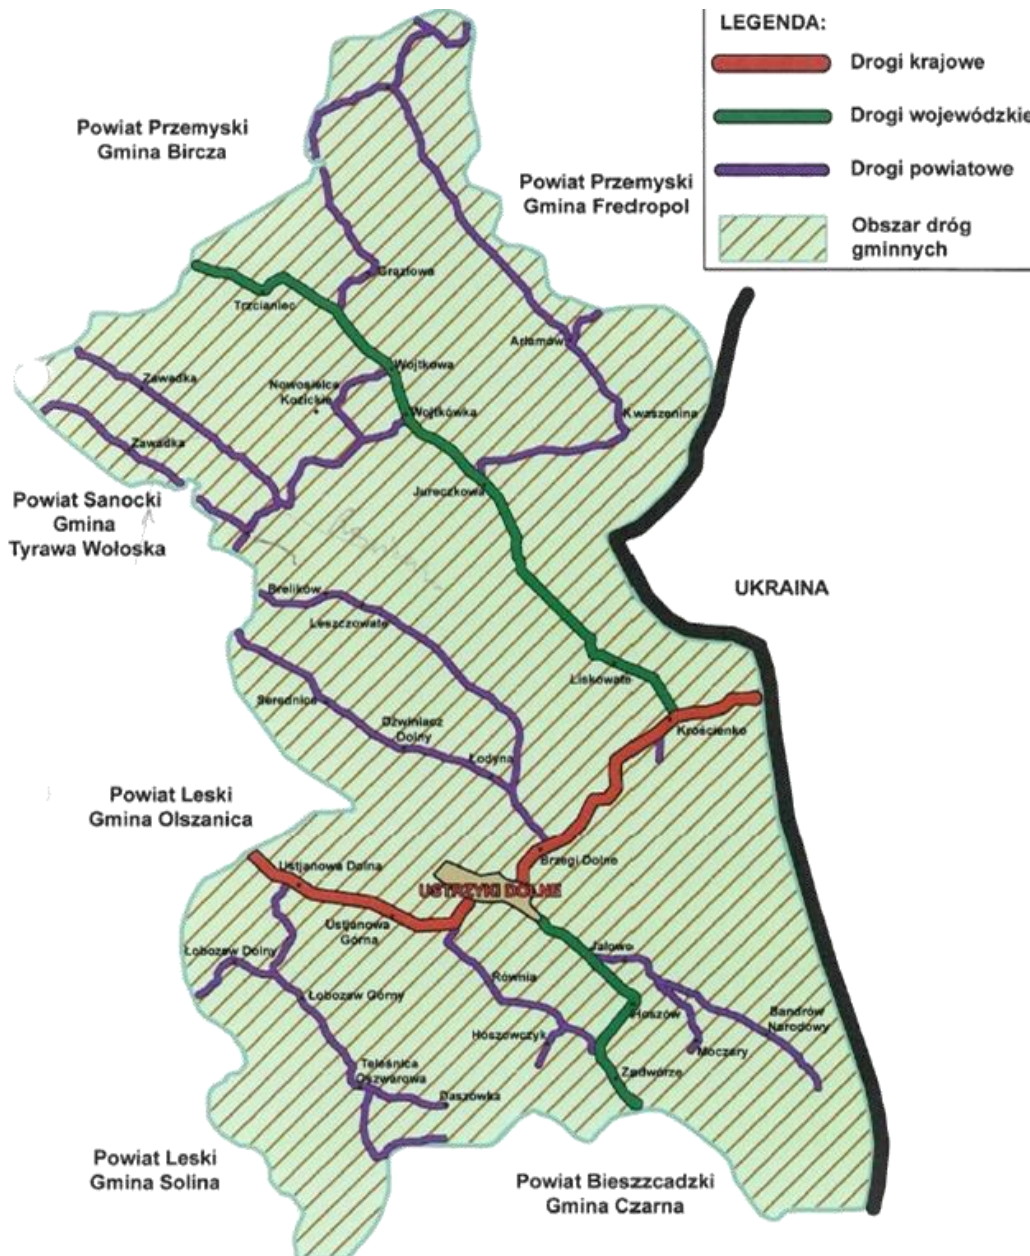 LEGENDA:
Drogi krajowe
Drogi wojewódzkie
Drogi powiatowe
Obszar dróg
gminnych
Powiat Przemyski
Gmina Bircza
Powiat Przemyski
Gmina Fredropol
Grąziowa
Trzcianiec
Arłamów
Wojtkowa
Zawadka
Nowosielce
Kozickie
Wojtkówka
Kwaszenina
Zawadka
Jureczkowa
Powiat Sanocki
Gmina
Tyrawa Wołoska
UKRAINA
Brelików
Leszczowate
Liskowate
Serednica
Dźwiniacz
Dolny
Krościenko
Łodyna
Powiat Leski
Gmina Olszanica
Brzegi Dolne
Ustjanowa Dolna
USTRZYKI DOLNE
Ustjanowa
Górna
Jałowe
Łobozew Dolny
Równia
Łobozew Górny
Hoszów
Bandrów
Narodowy
Hoszowczyk
Moczary
Teleśnica
Oszwarowa
Zadwórze
Daszówka
Powiat Leski
Gmina Solina
Powiat Bieszzcadzki
Gmina Czarna